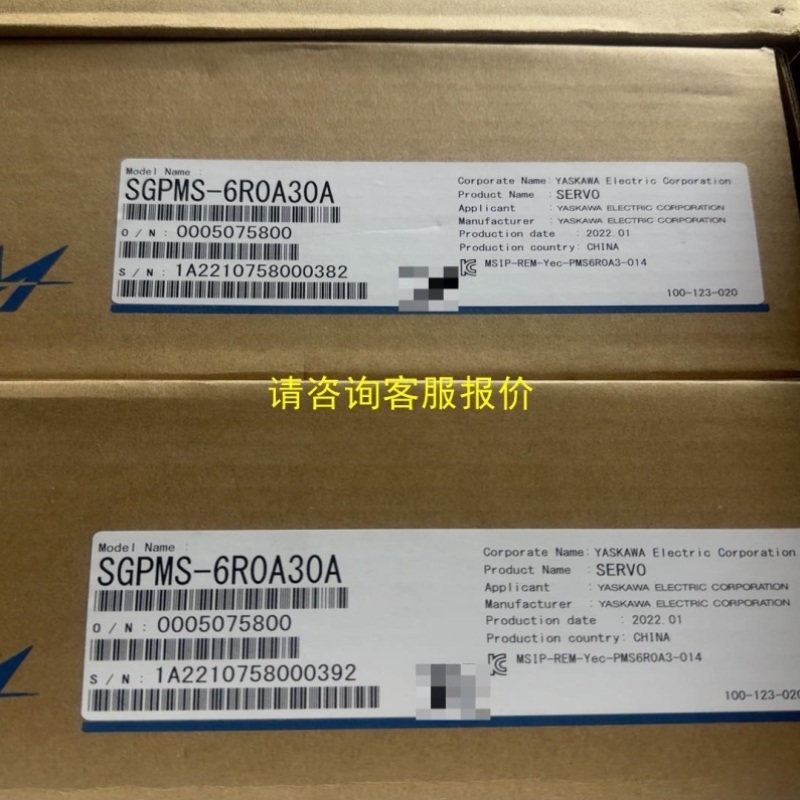 Model Name :
SGPMS-6R0A30A
O/N: 0005075800
S/N: 1A2210758000382
Corporate Name: YASKAWA Electric Corporation
Product Name : SERVO
Applicant : YASKAWA ELECTRIC CORPORATION
Manufacturer : YASKAWA ELECTRIC CORPORATION
Production date : 2022.01
Production country: CHINA
MSIP-REM-Yec-PMS6R0A3-014
100-123-020
请咨询客服报价
Model Name :
SGPMS-6R0A30A
O/N: 0005075800
S/N: 1A2210758000392
Corporate Name: YASKAWA Electric Corporation
Product Name : SERVO
Applicant : YASKAWA ELECTRIC CORPORATION
Manufacturer : YASKAWA ELECTRIC CORPORATION
Production date : 2022.01
Production country: CHINA
MSIP-REM-Yec-PMS6R0A3-014
100-123-020